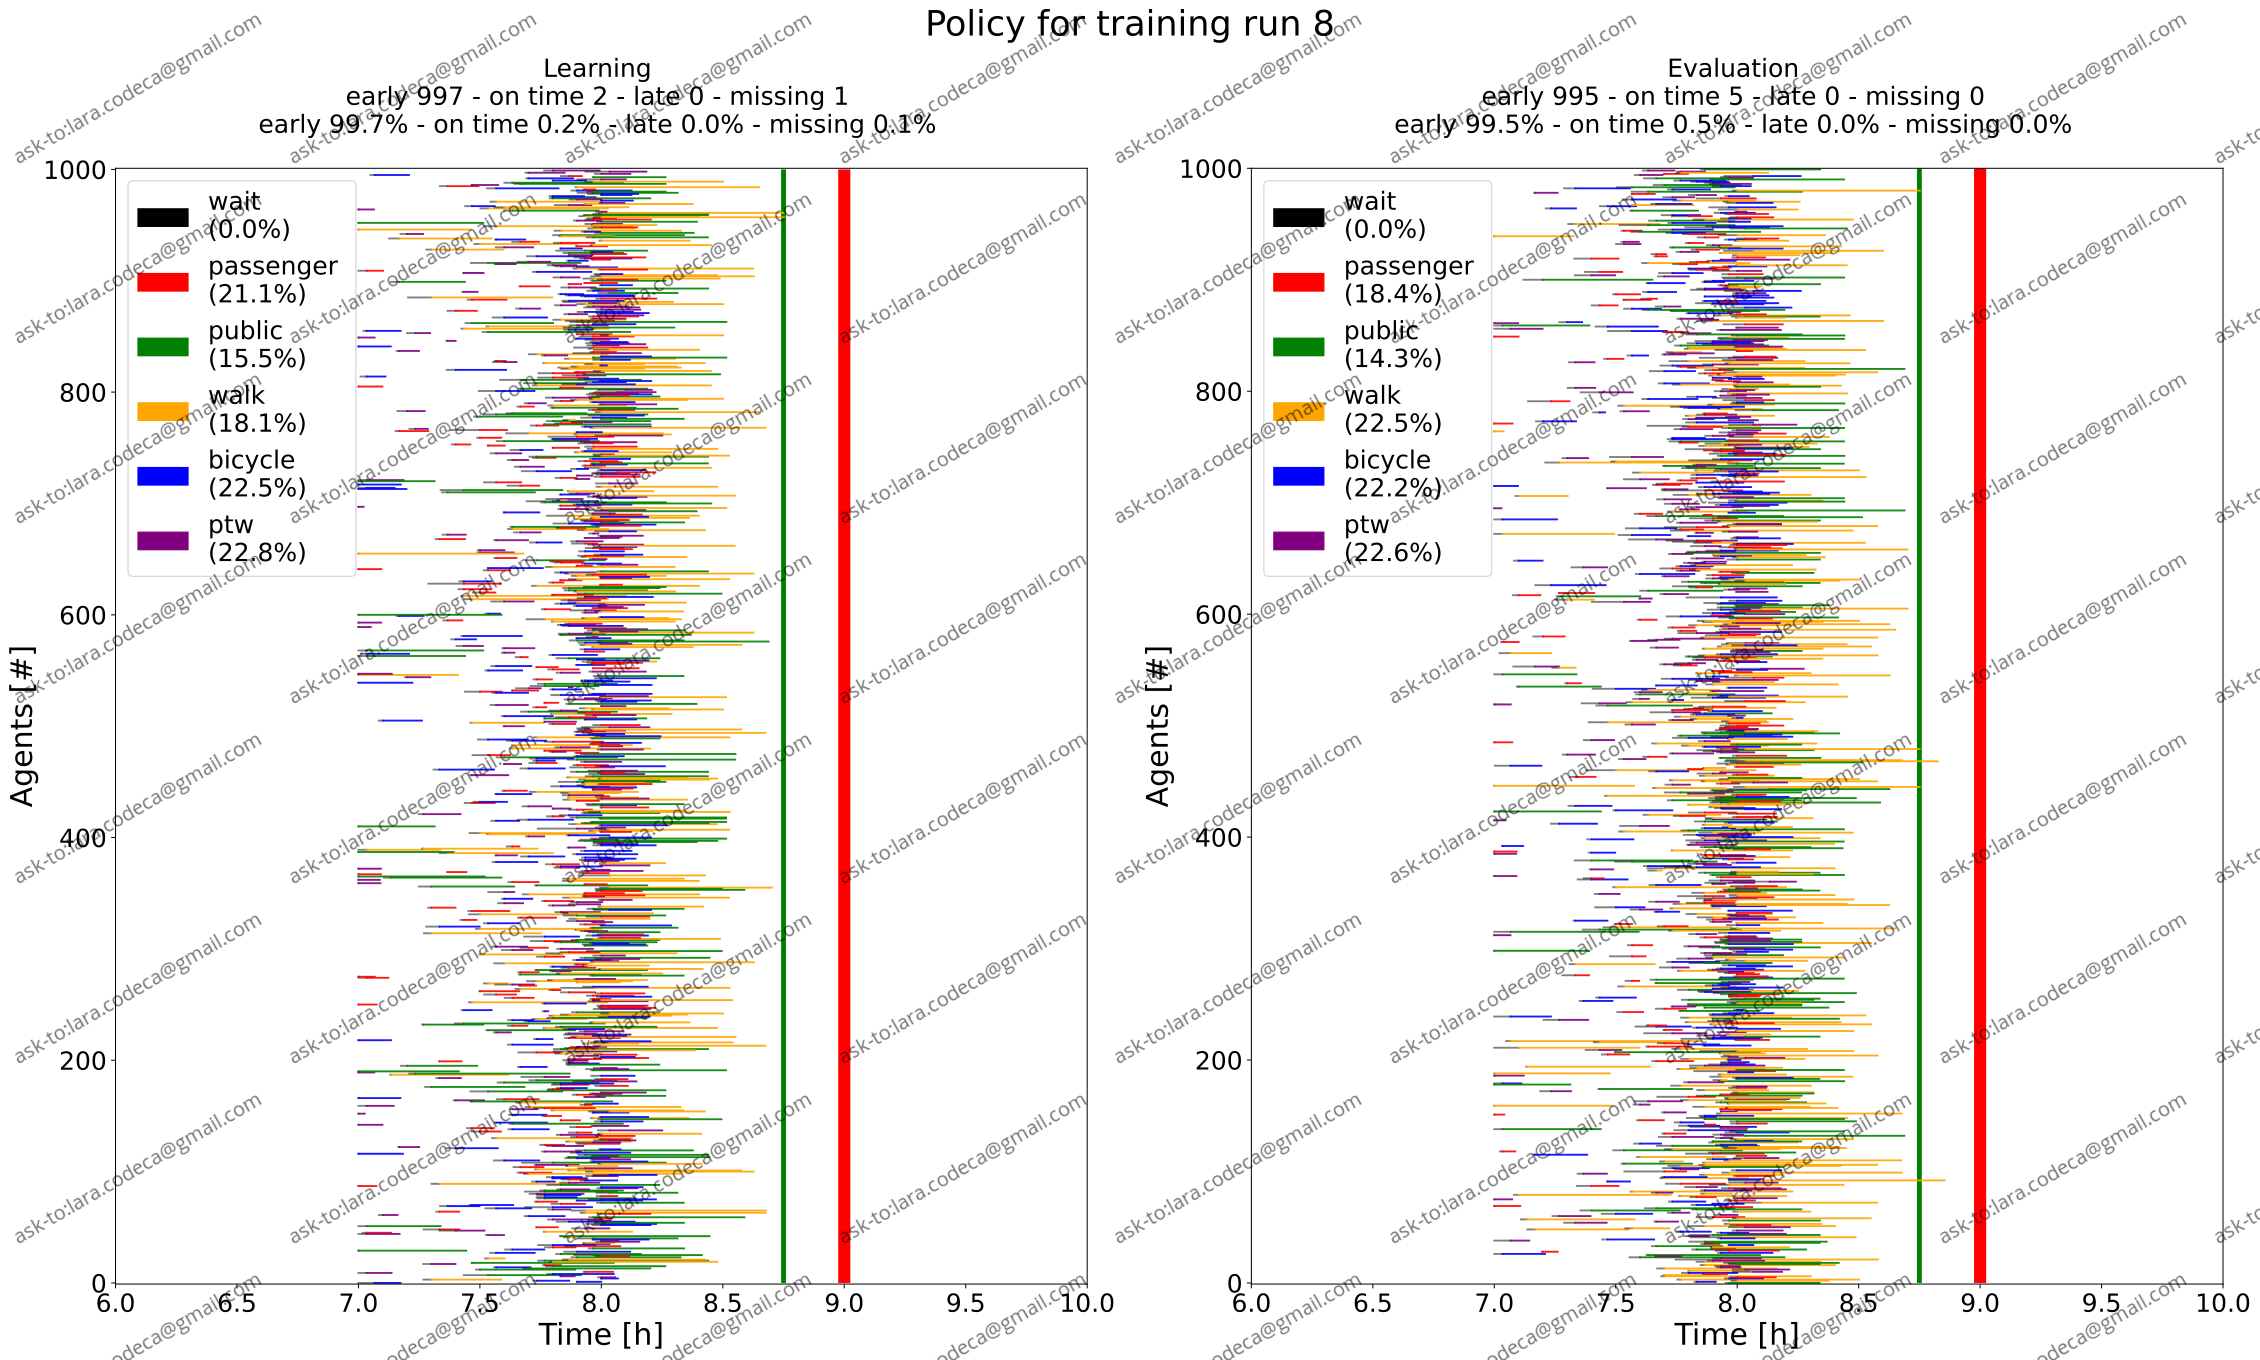 Policy for training run 8
Learning
early 997 - on time 2 - late 0 - missing 1
early 99.7% - on time 0.2% - late 0.0% - missing 0.1%
Evaluation
early 995 - on time 5 - late 0 - missing 0
early 99.5% - on time 0.5% - late 0.0% - missing 0.0%
Agents [#]
1000
800
600
400
200
0
wait
(0.0%)
passenger
(21.1%)
public
(15.5%)
walk
(18.1%)
bicycle
(22.5%)
ptw
(22.8%)
6.0 6.5 7.0 7.5 8.0 8.5 9.0 9.5 10.0
Time [h]
Agents [#]
1000
800
600
400
200
0
wait
(0.0%)
passenger
(18.4%)
public
(14.3%)
walk
(22.5%)
bicycle
(22.2%)
ptw
(22.6%)
6.0 6.5 7.0 7.5 8.0 8.5 9.0 9.5 10.0
Time [h]
ask-to:lara.codeca@gmail.com